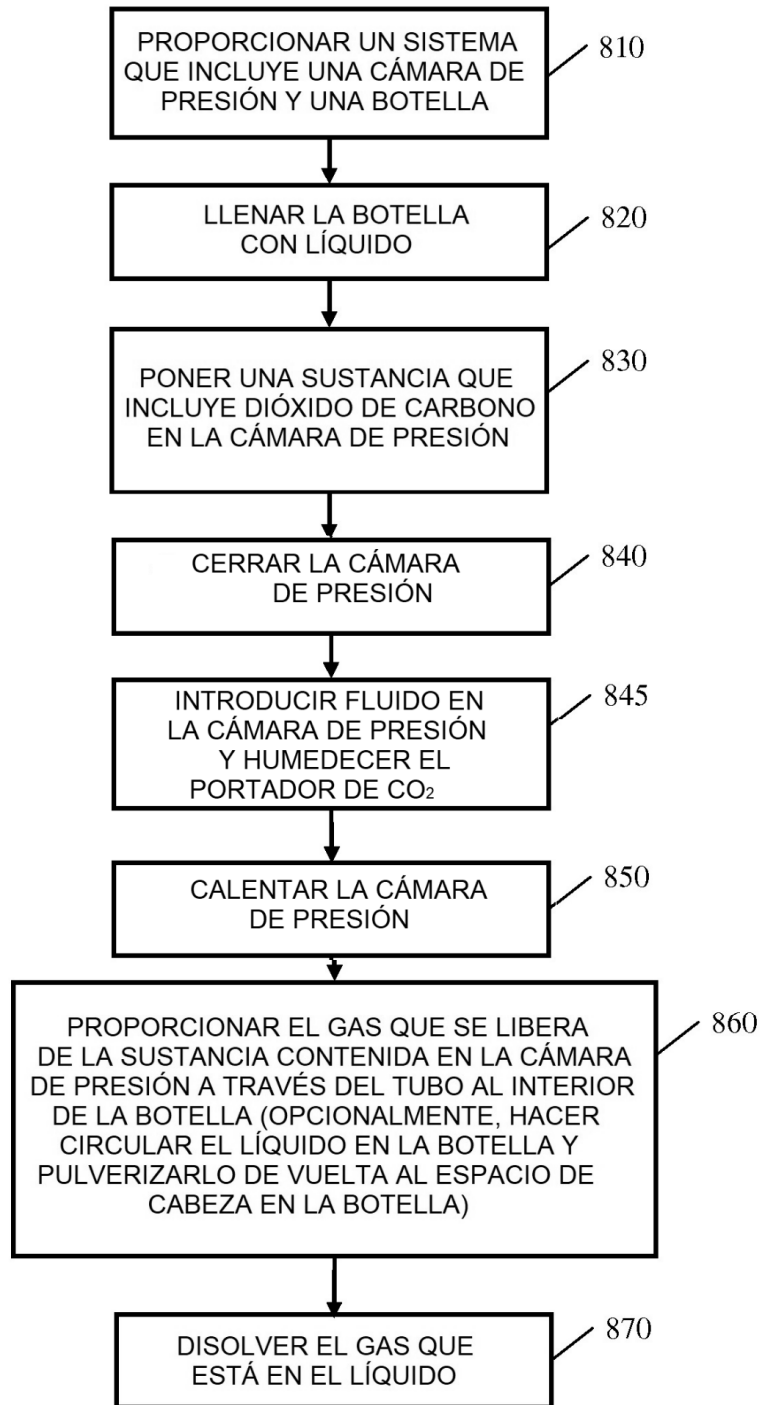 PROPORCIONAR UN SISTEMA
QUE INCLUYE UNA CÁMARA DE
PRESIÓN Y UNA BOTELLA
810
LLENAR LA BOTELLA
CON LÍQUIDO
820
PONER UNA SUSTANCIA QUE
INCLUYE DIÓXIDO DE CARBONO
EN LA CÁMARA DE PRESIÓN
830
CERRAR LA CÁMARA
DE PRESIÓN
840
INTRODUCIR FLUIDO EN
LA CÁMARA DE PRESIÓN
Y HUMEDECER EL
PORTADOR DE CO₂
845
CALENTAR LA CÁMARA
DE PRESIÓN
850
PROPORCIONAR EL GAS QUE SE LIBERA
DE LA SUSTANCIA CONTENIDA EN LA CÁMARA
DE PRESIÓN A TRAVÉS DEL TUBO AL INTERIOR
DE LA BOTELLA (OPCIONALMENTE, HACER
CIRCULAR EL LÍQUIDO EN LA BOTELLA Y
PULVERIZARLO DE VUELTA AL ESPACIO DE
CABEZA EN LA BOTELLA)
860
DISOLVER EL GAS QUE
ESTÁ EN EL LÍQUIDO
870